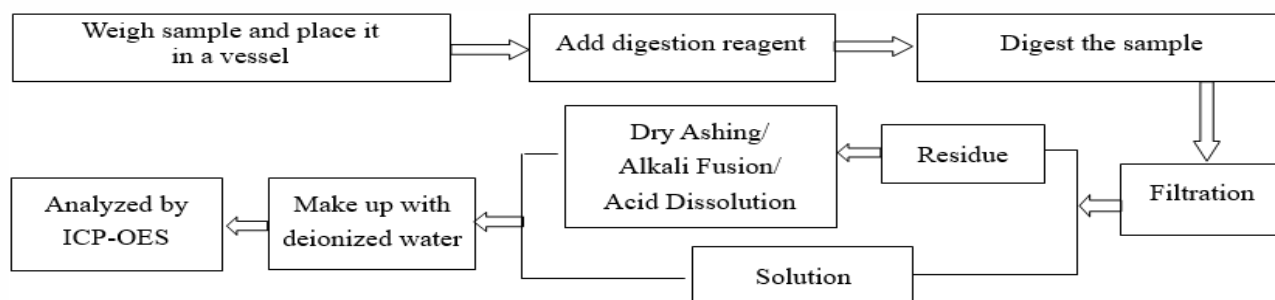 Weigh sample and place it
in a vessel
Add digestion reagent
Digest the sample
Filtration
Residue
Dry Ashing/
Alkali Fusion/
Acid Dissolution
Solution
Make up with
deionized water
Analyzed by
ICP-OES